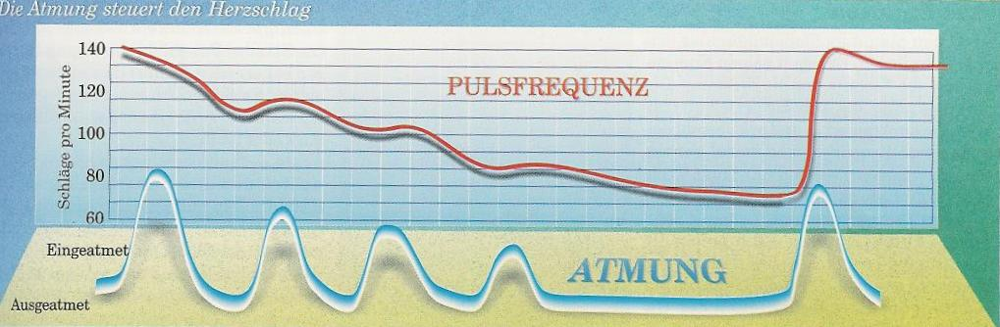 Die Atmung steuert den Herzschlag
140
120
100
80
60
Schläge pro Minute
PULSFREQUENZ
Eingeatmet
ATMUNG
Ausgeatmet